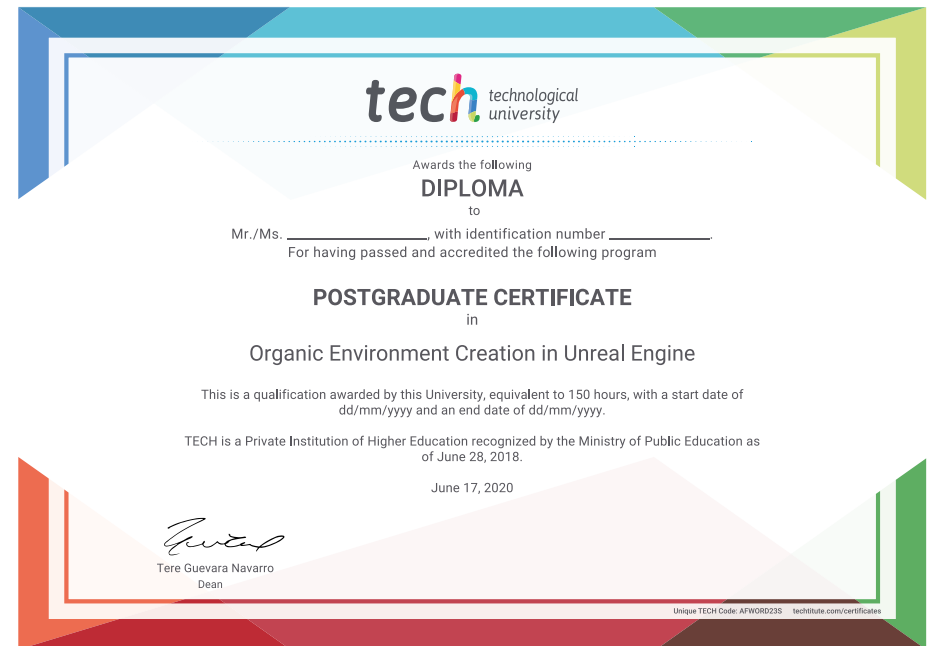 tech technological
university
Awards the following
DIPLOMA
to
Mr./Ms. ____________________, with identification number ______________.
For having passed and accredited the following program
POSTGRADUATE CERTIFICATE
in
Organic Environment Creation in Unreal Engine
This is a qualification awarded by this University, equivalent to 150 hours, with a start date of
dd/mm/yyyy and an end date of dd/mm/yyyy.
TECH is a Private Institution of Higher Education recognized by the Ministry of Public Education as
of June 28, 2018.
June 17, 2020
Tere Guevara Navarro
Dean
Unique TECH Code: AFWORD23S techtitute.com/certificates